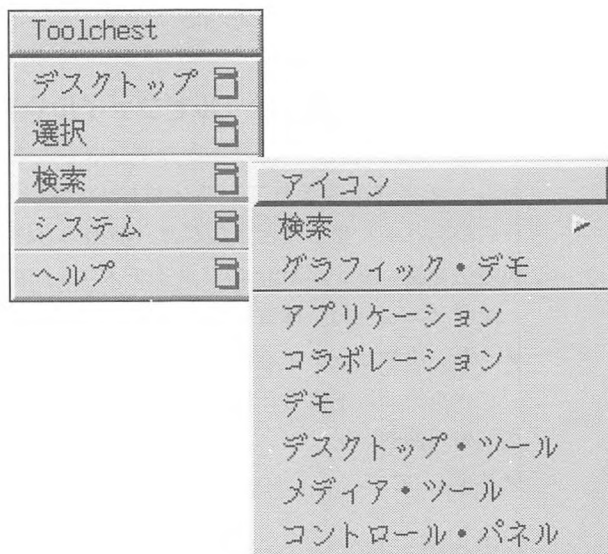 Toolchest
デスクトップ
選択
検索
システム
ヘルプ
アイコン
検索
グラフィック・デモ
アプリケーション
コラボレーション
デモ
デスクトップ・ツール
メディア・ツール
コントロール・パネル